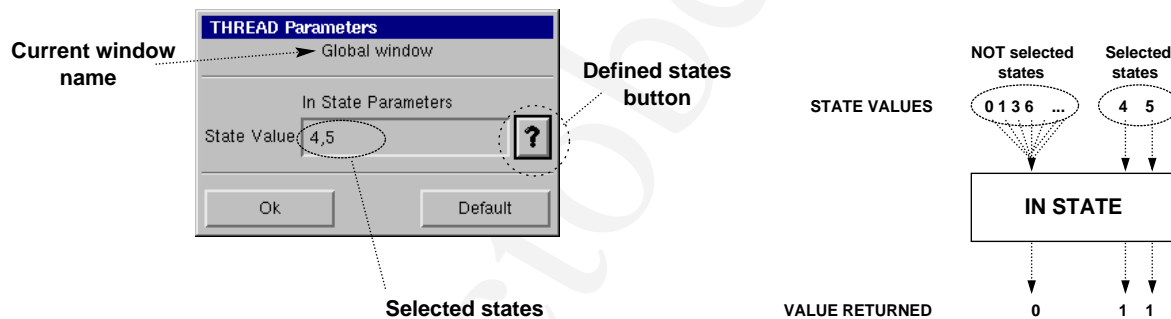 THREAD Parameters
Global window
In State Parameters
State Value 4,5
?
Ok Default
Current window
name
Defined states
button
Selected states
NOT selected
states
Selected
states
STATE VALUES 0 1 3 6 ... 4 5
IN STATE
VALUE RETURNED 0 1 1